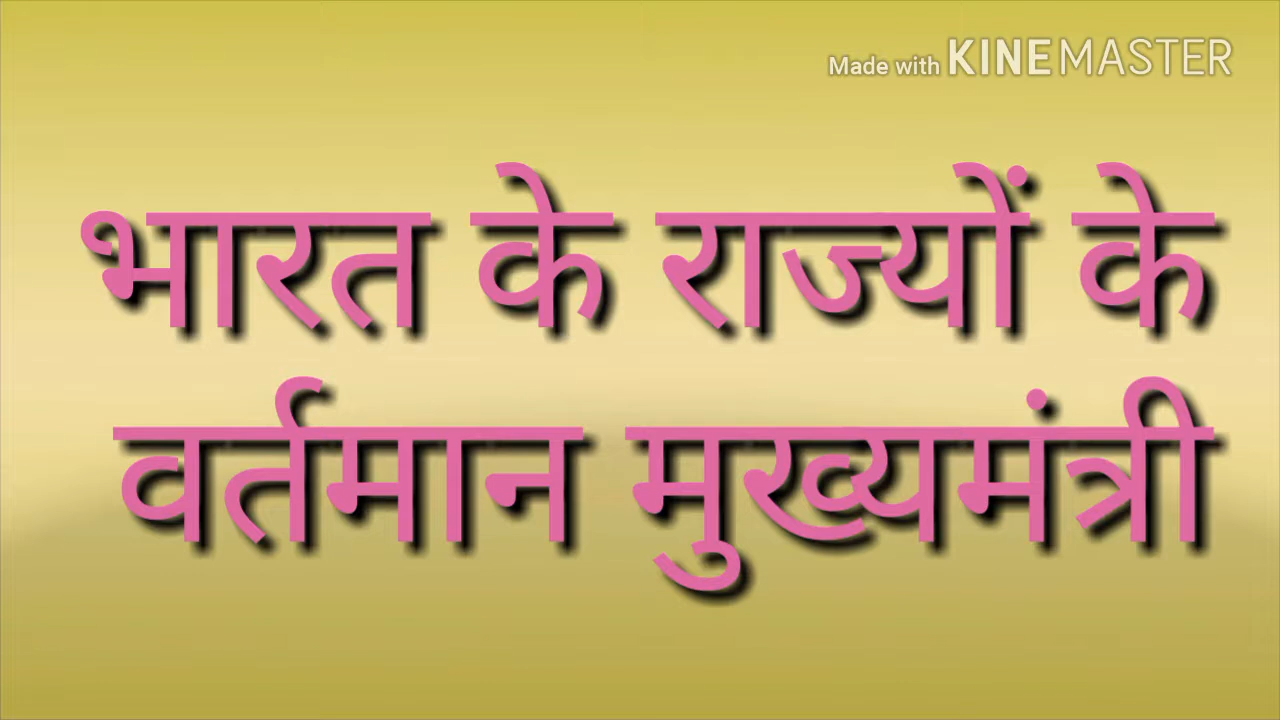 Made with KINEMASTER
भारत के राज्यों के
वर्तमान मुख्यमंत्री